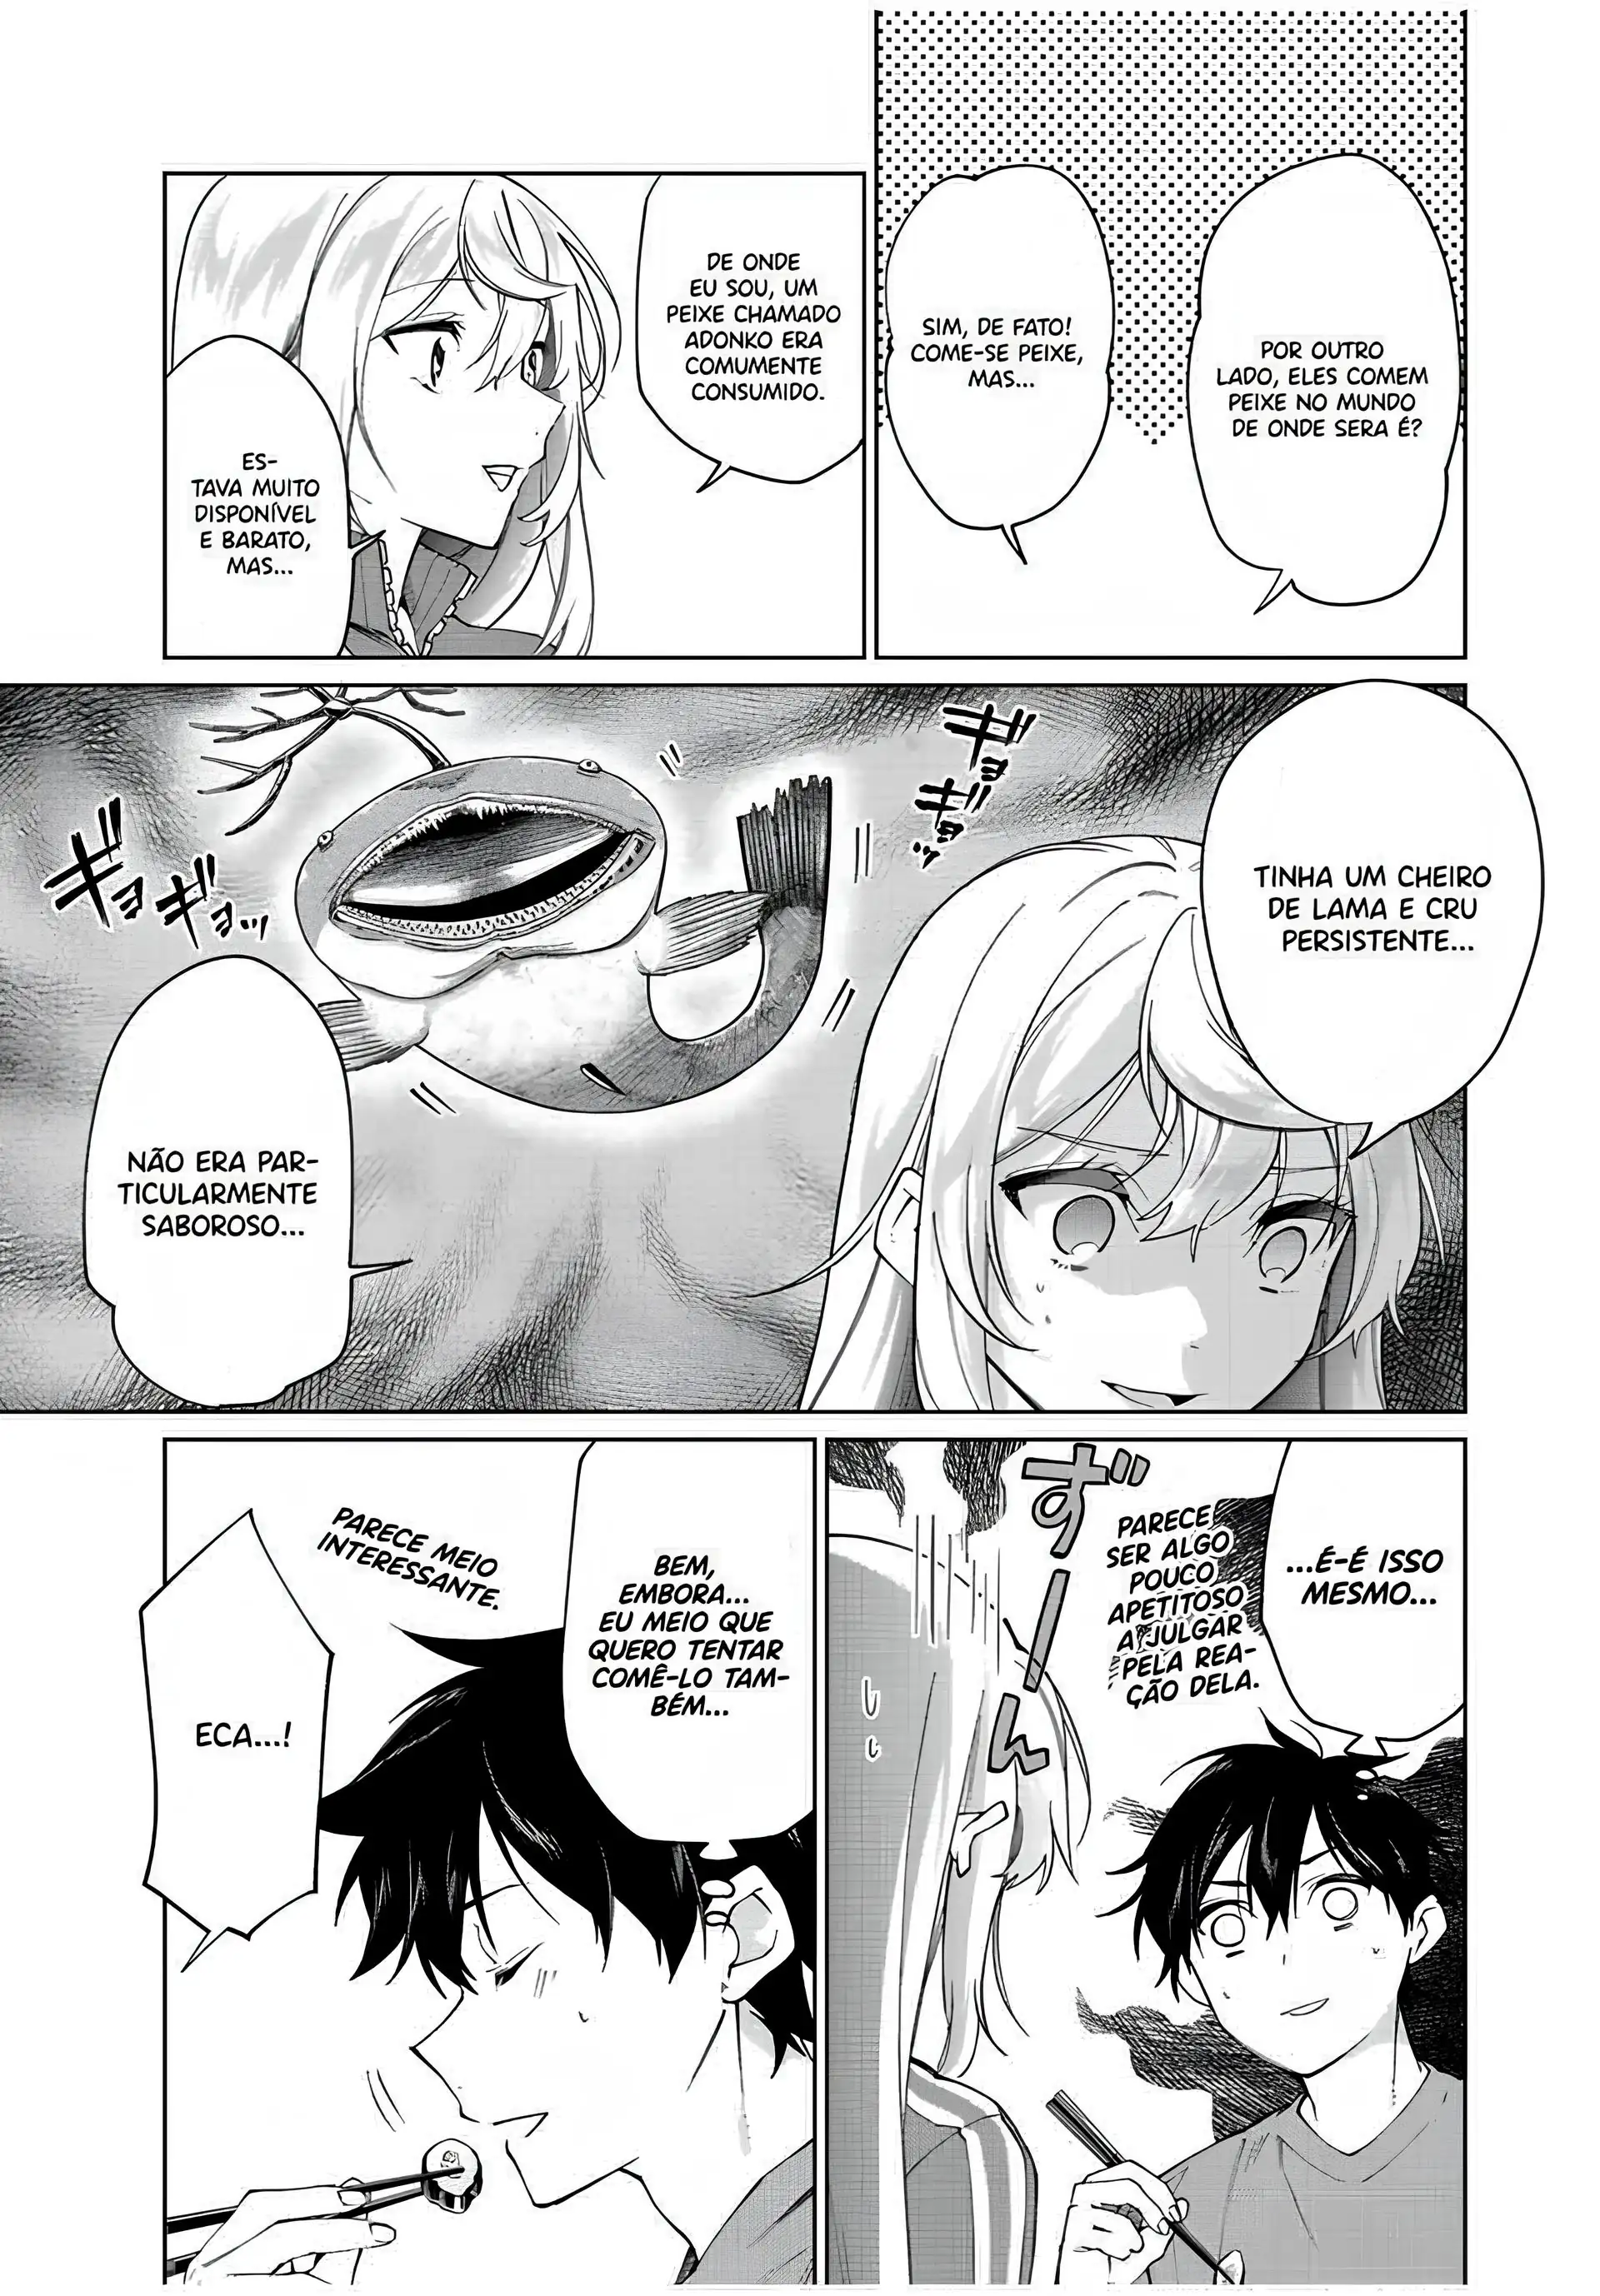 POR OUTRO
LADO, ELES COMEM
PEIXE NO MUNDO
DE ONDE SERA É?
SIM, DE FATO!
COME-SE PEIXE,
MAS...
DE ONDE
EU SOU, UM
PEIXE CHAMADO
ADONKO ERA
COMUMENTE
CONSUMIDO.
ES-
TAVA MUITO
DISPONÍVEL
E BARATO,
MAS...
TINHA UM CHEIRO
DE LAMA E CRU
PERSISTENTE...
ギョ
ギョッ
ギョ
ギョッ
NÃO ERA PAR-
TICULARMENTE
SABOROSO...
...É-É ISSO
MESMO...
PARECE
SER ALGO
POUCO
APETITOSO
A JULGAR
PELA REA-
ÇÃO DELA.
ずーん
BEM,
EMBORA...
EU MEIO QUE
QUERO TENTAR
COMÊ-LO TAM-
BÉM...
PARECE MEIO
INTERESSANTE.
ECA...!